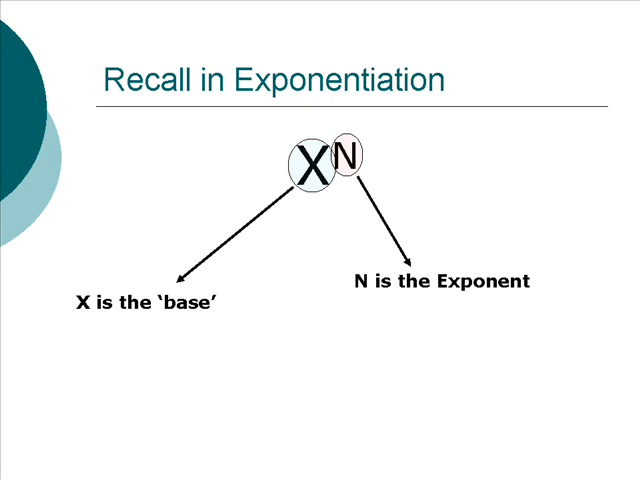 Recall in Exponentiation
X N
X is the ‘base’
N is the Exponent